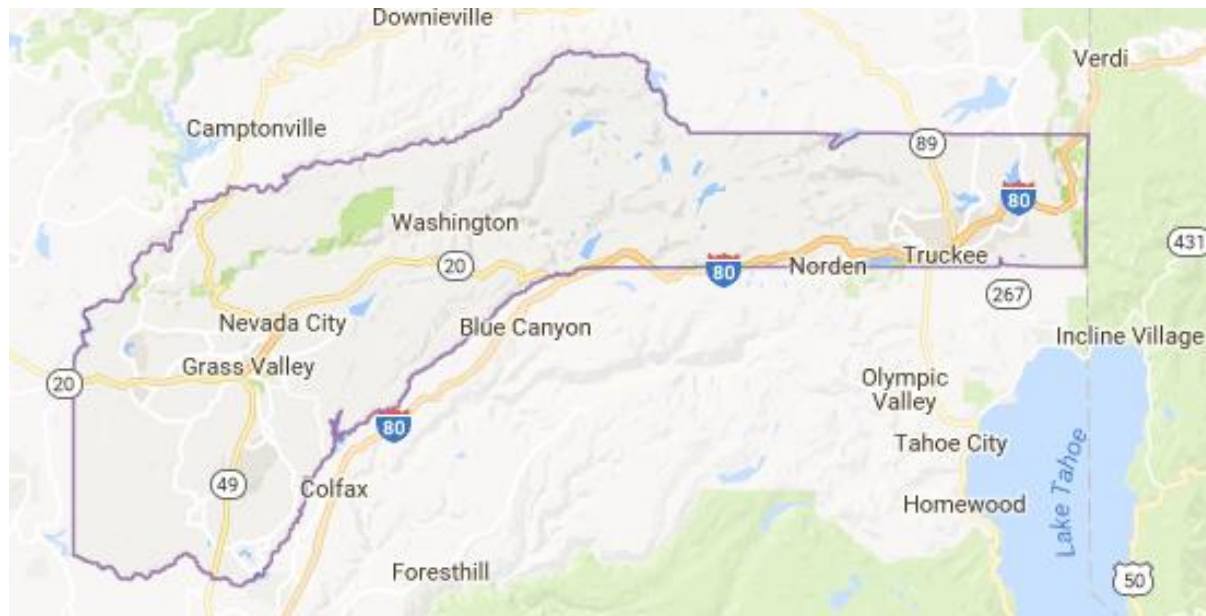 Downieville
Verdi
Camptonville
89
80
Washington
431
20
Truckee
80
Norden
267
Nevada City
Blue Canyon
Incline Village
Grass Valley
20
Olympic
Valley
80
Tahoe City
49
Colfax
Homewood
Lake Tahoe
Foresthill
50